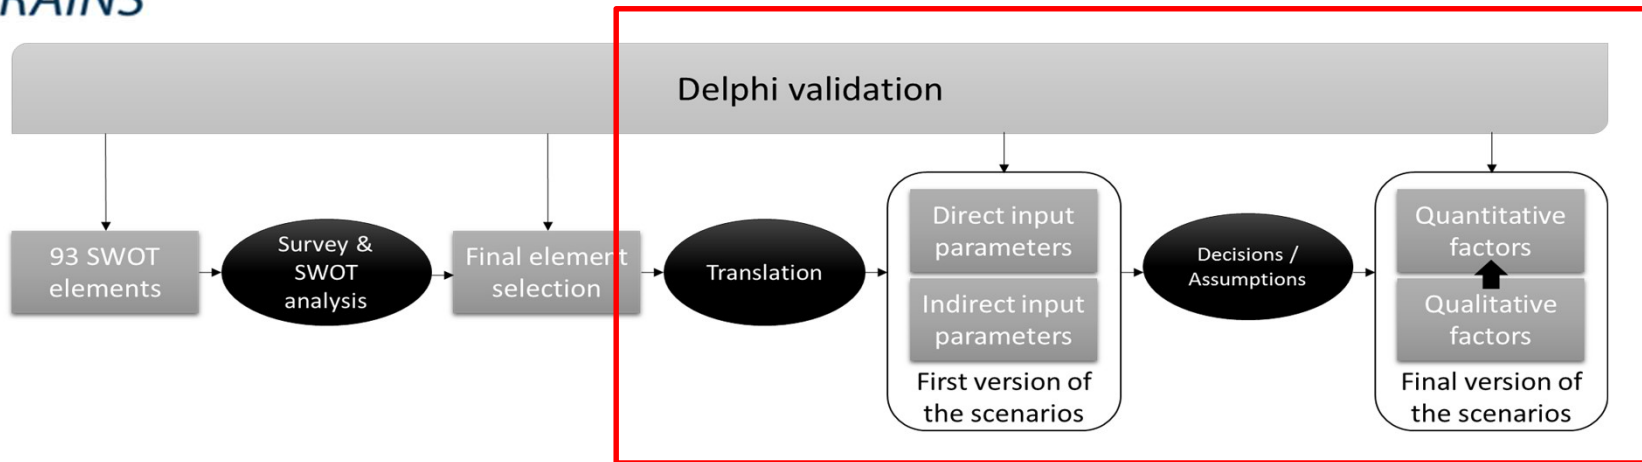 RAINS
Delphi validation
93 SWOT
elements
Survey &
SWOT
analysis
Final element
selection
Translation
Direct input
parameters
Indirect input
parameters
First version of
the scenarios
Decisions /
Assumptions
Quantitative
factors
Qualitative
factors
Final version of
the scenarios